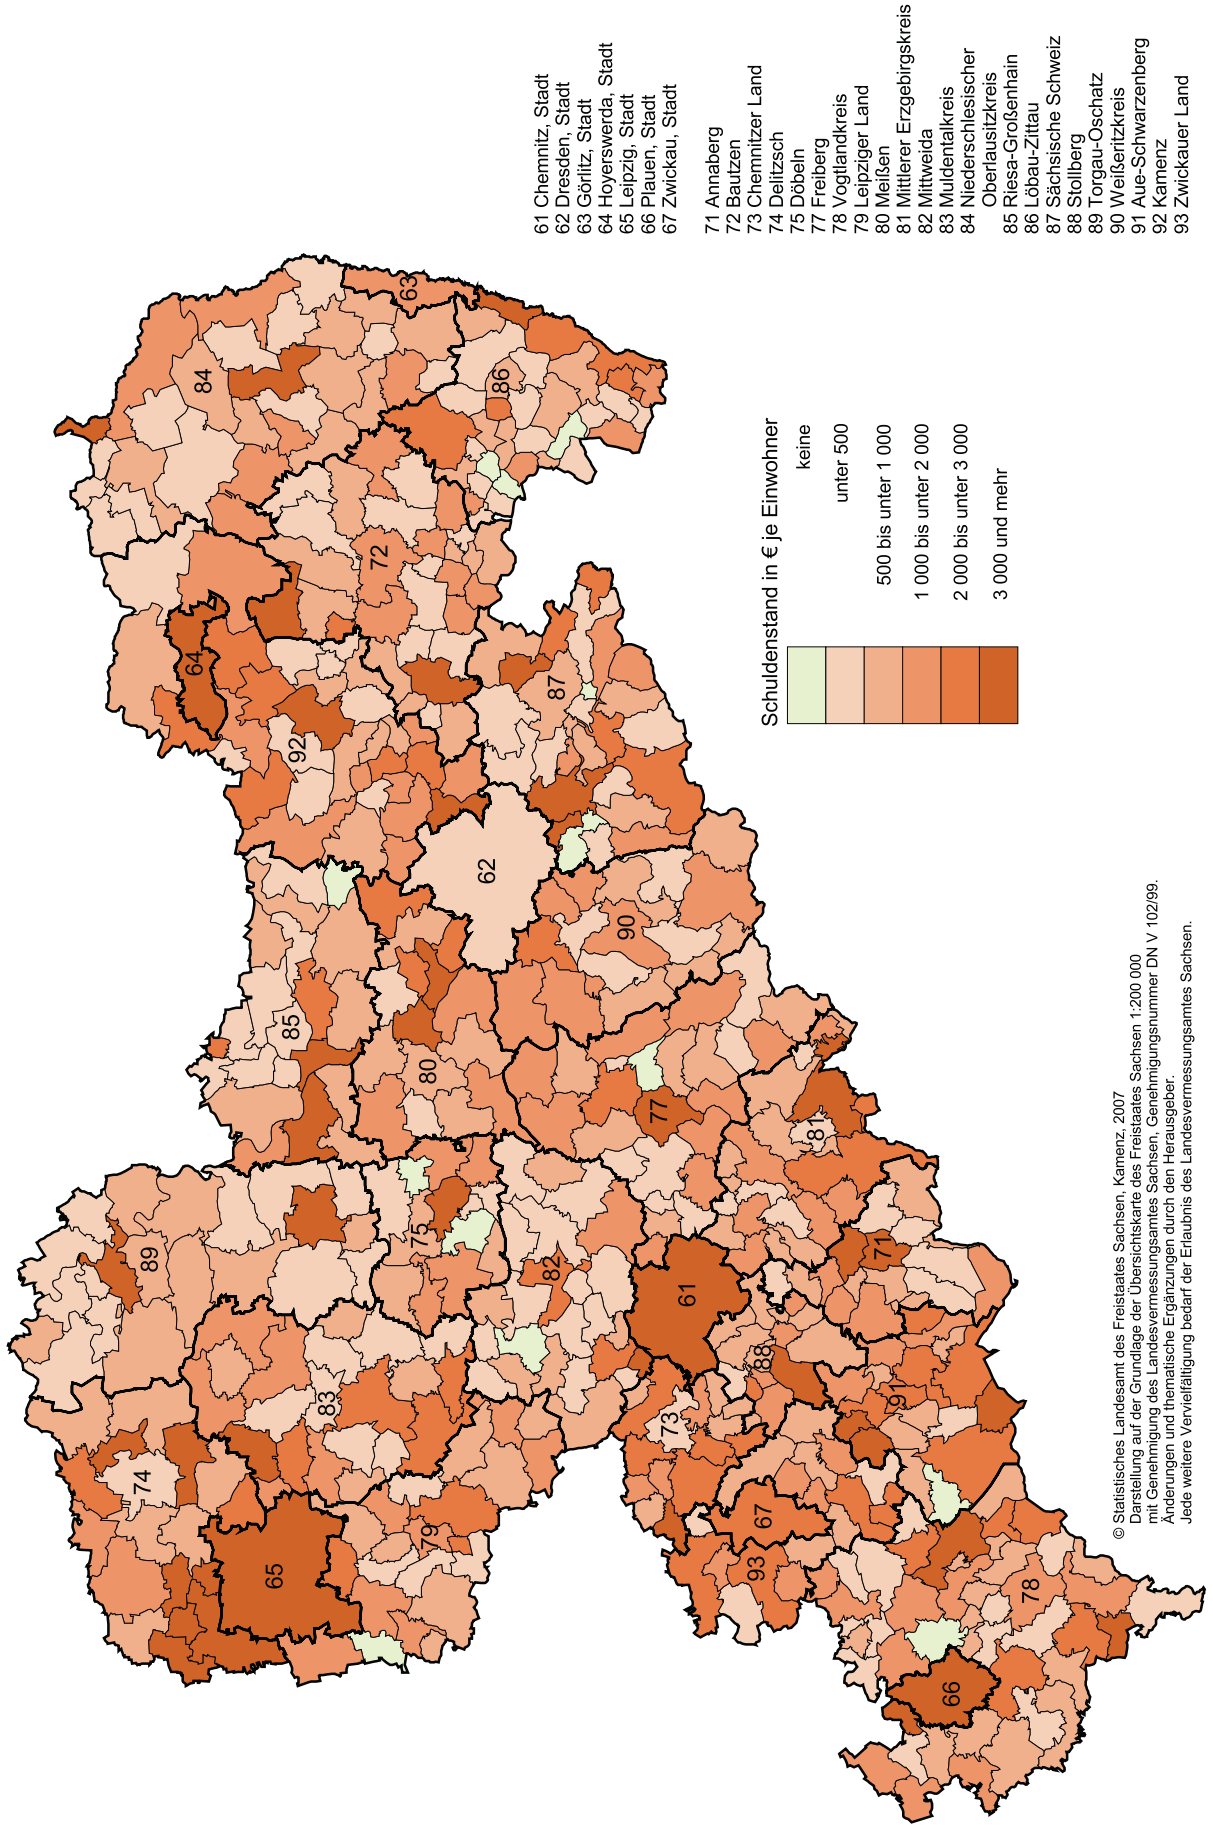 61 Chemnitz, Stadt
62 Dresden, Stadt
63 Görlitz, Stadt
64 Hoyerswerda, Stadt
65 Leipzig, Stadt
66 Plauen, Stadt
67 Zwickau, Stadt
71 Annaberg
72 Bautzen
73 Chemnitzer Land
74 Delitzsch
75 Döbeln
77 Freiberg
78 Vogtlandkreis
79 Leipziger Land
80 Meißen
81 Mittlerer Erzgebirgskreis
82 Mittweida
83 Muldentalkreis
84 Niederschlesischer
Oberlausitzkreis
85 Riesa-Großenhain
86 Löbau-Zittau
87 Sächsische Schweiz
88 Stollberg
89 Torgau-Oschatz
90 Weißeritzkreis
91 Aue-Schwarzenberg
92 Kamenz
93 Zwickauer Land
Schuldenstand in € je Einwohner
keine
unter 500
500 bis unter 1 000
1 000 bis unter 2 000
2 000 bis unter 3 000
3 000 und mehr
65
74
89
79
83
75
85
80
82
61
73
88
67
93
91
71
81
77
66
78
62
90
92
64
87
72
84
86
63
© Statistisches Landesamt des Freistaates Sachsen, Kamenz, 2007
Darstellung auf der Grundlage der Übersichtskarte des Freistaates Sachsen 1:200 000
mit Genehmigung des Landesvermessungsamtes Sachsen, Genehmigungsnummer DN V 102/99.
Änderungen und thematische Ergänzungen durch den Herausgeber.
Jede weitere Vervielfältigung bedarf der Erlaubnis des Landesvermessungsamtes Sachsen.